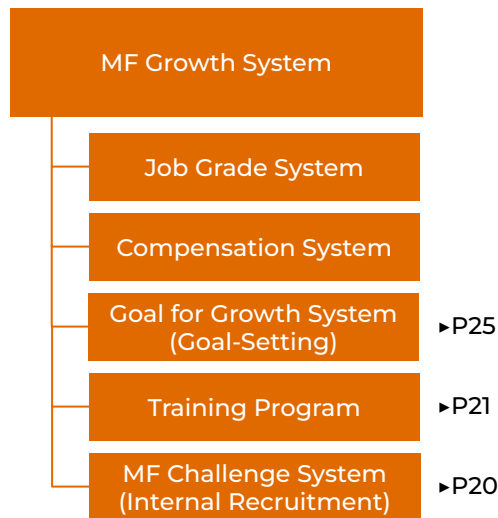 MF Growth System
Job Grade System
Compensation System
Goal for Growth System
(Goal-Setting)
▸P25
Training Program
▸P21
MF Challenge System
(Internal Recruitment)
▸P20